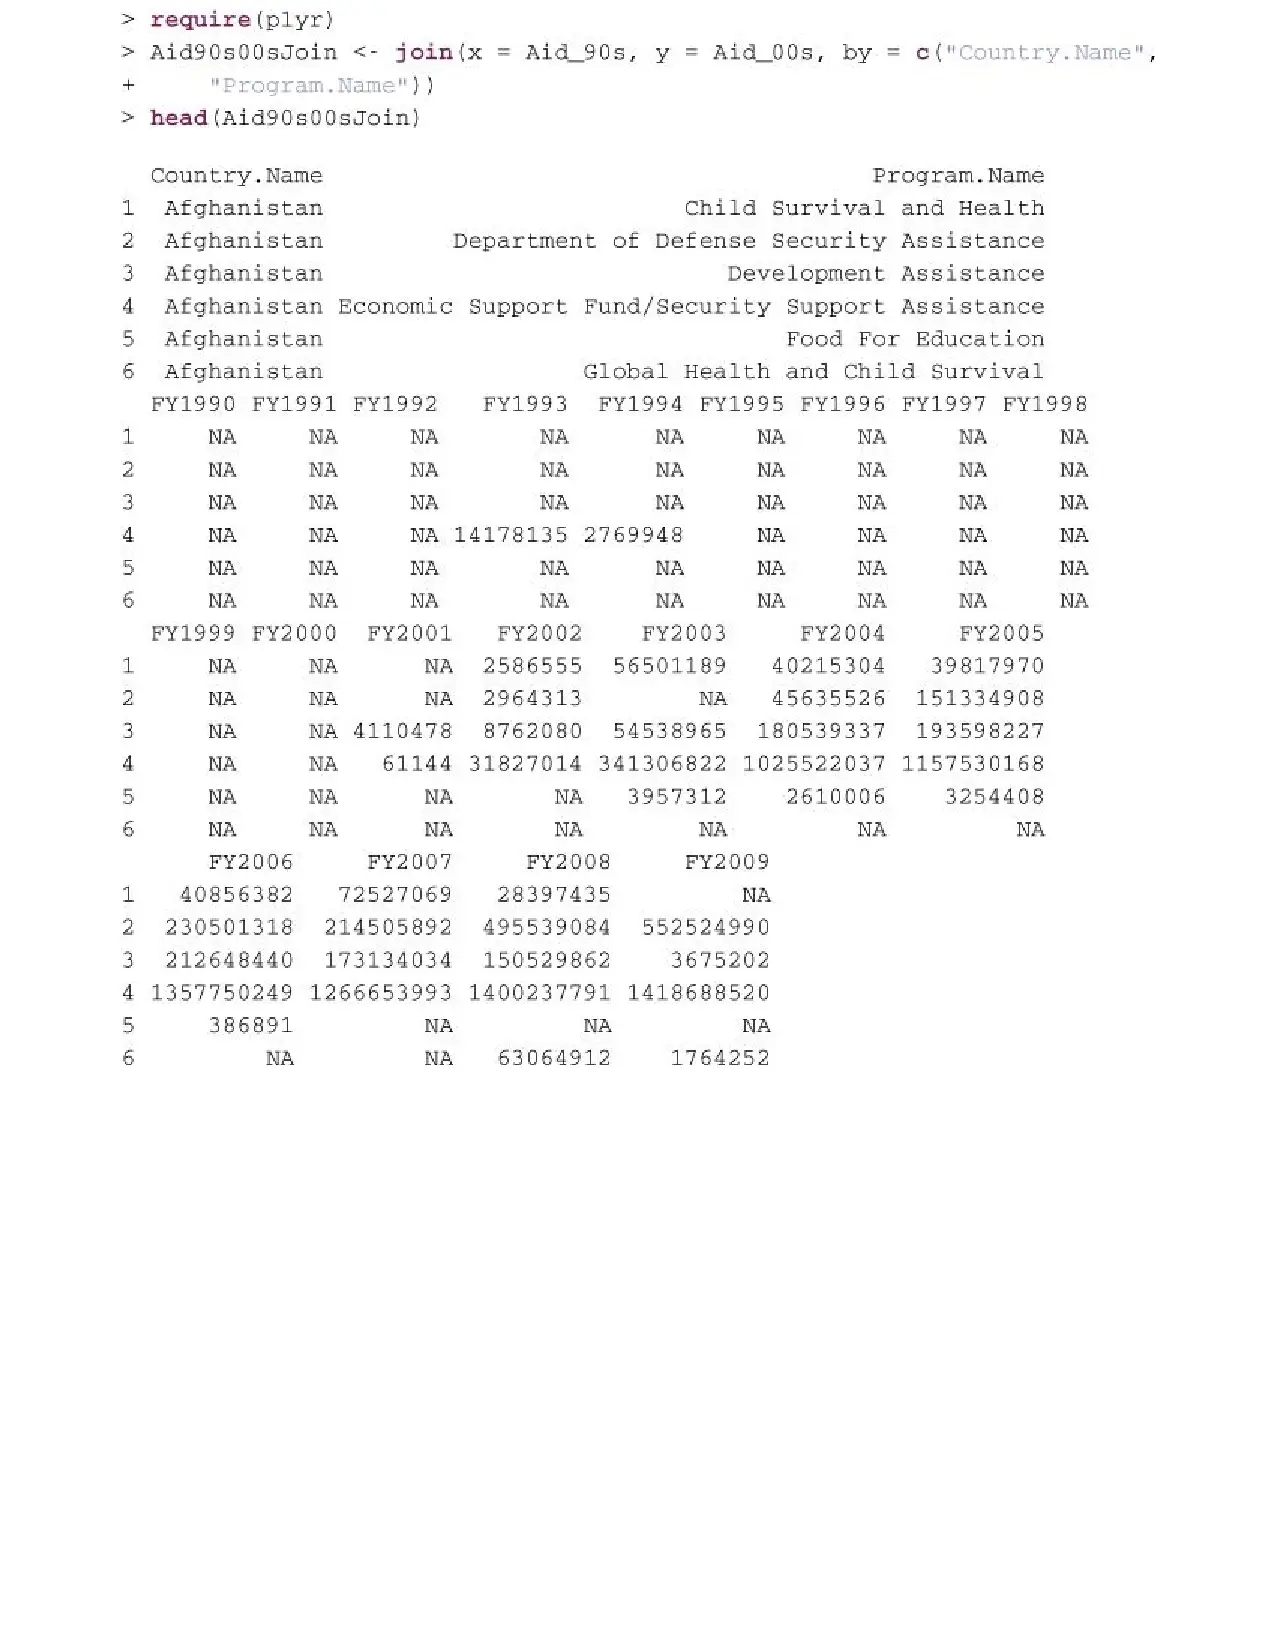 > require(plyr)
> Aid90s00sJoin <- join(x = Aid_90s, y = Aid_00s, by = c("Country.Name",
+     "Program.Name"))
> head(Aid90s00sJoin)
  Country.Name                                      Program.Name
1  Afghanistan                         Child Survival and Health
2  Afghanistan         Department of Defense Security Assistance
3  Afghanistan                            Development Assistance
4  Afghanistan Economic Support Fund/Security Support Assistance
5  Afghanistan                                Food For Education
6  Afghanistan                  Global Health and Child Survival
  FY1990 FY1991 FY1992   FY1993  FY1994 FY1995 FY1996 FY1997 FY1998
1     NA     NA     NA       NA      NA     NA     NA     NA     NA
2     NA     NA     NA       NA      NA     NA     NA     NA     NA
3     NA     NA     NA       NA      NA     NA     NA     NA     NA
4     NA     NA     NA 14178135 2769948     NA     NA     NA     NA
5     NA     NA     NA       NA      NA     NA     NA     NA     NA
6     NA     NA     NA       NA      NA     NA     NA     NA     NA
  FY1999 FY2000  FY2001   FY2002    FY2003     FY2004     FY2005
1     NA     NA      NA  2586555  56501189   40215304   39817970
2     NA     NA      NA  2964313        NA   45635526  151334908
3     NA     NA 4110478  8762080  54538965  180539337  193598227
4     NA     NA   61144 31827014 341306822 1025522037 1157530168
5     NA     NA      NA       NA   3957312    2610006    3254408
6     NA     NA      NA       NA        NA         NA         NA
      FY2006     FY2007     FY2008     FY2009
1   40856382   72527069   28397435         NA
2  230501318  214505892  495539084  552524990
3  212648440  173134034  150529862    3675202
4 1357750249 1266653993 1400237791 1418688520
5     386891         NA         NA         NA
6         NA         NA   63064912    1764252